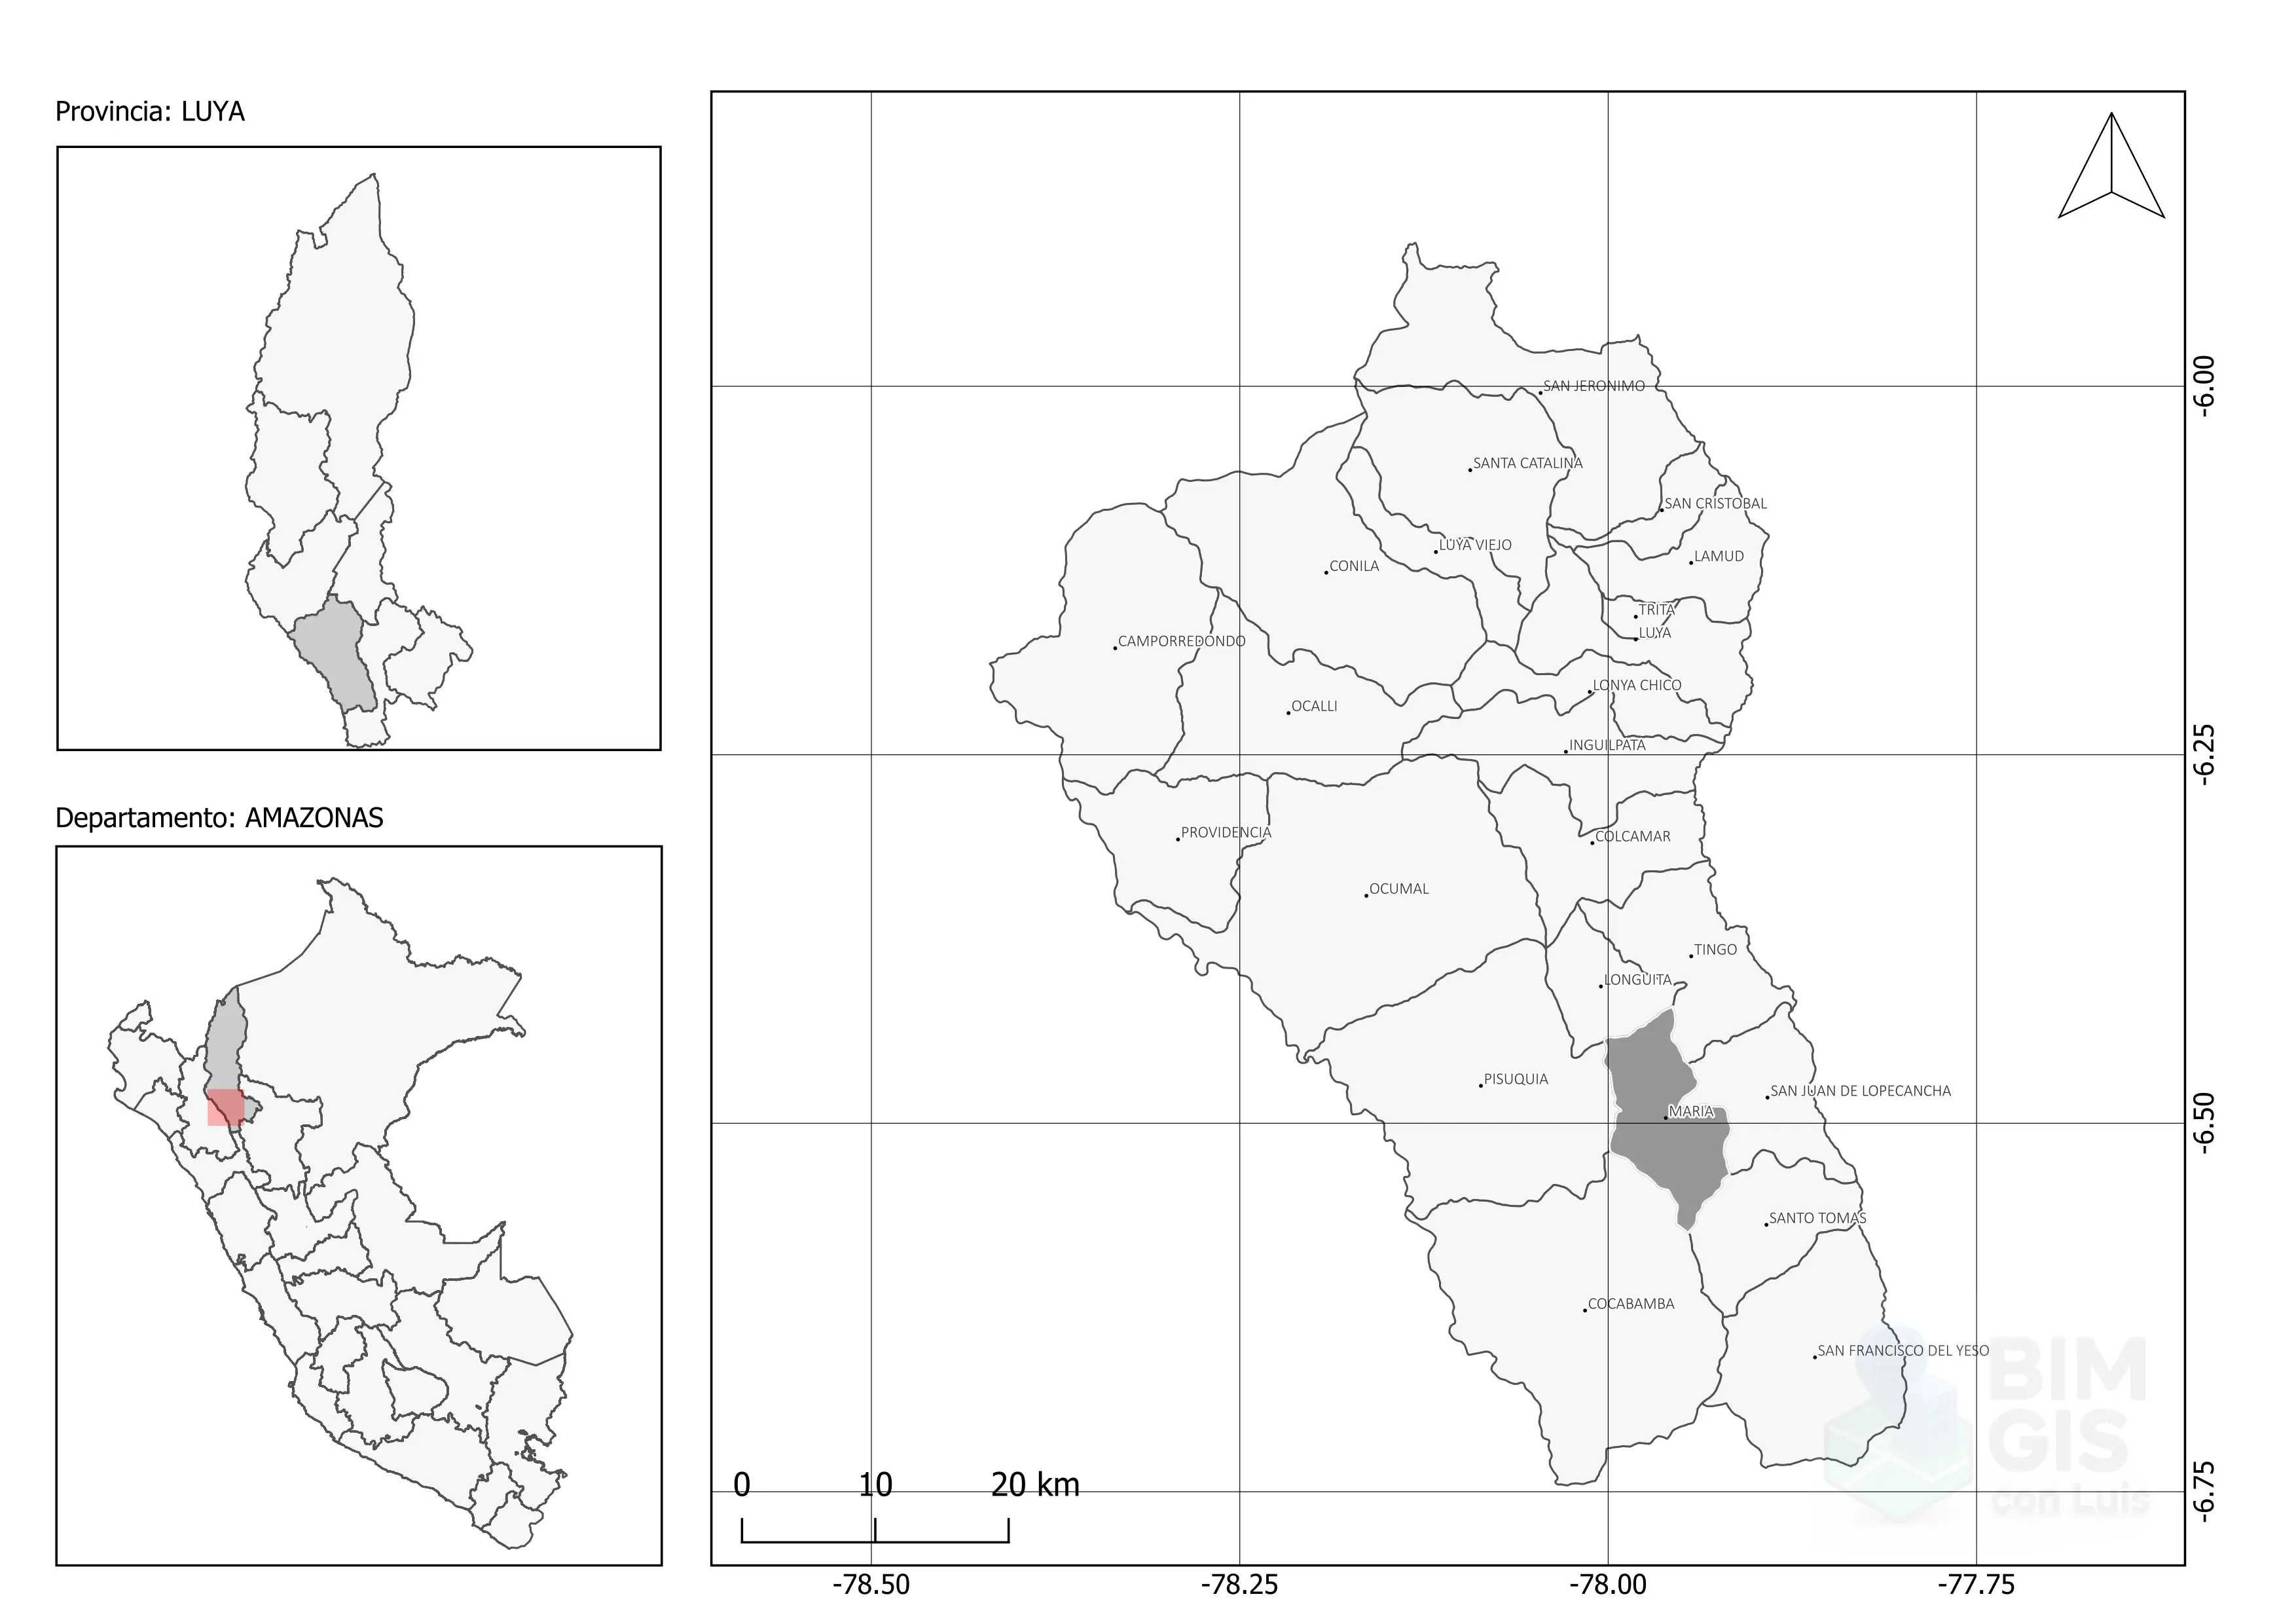 Provincia: LUYA
Departamento: AMAZONAS
SAN JERONIMO
SANTA CATALINA
SAN CRISTOBAL
LUYA VIEJO
LAMUD
CONILA
TRITA
LUYA
CAMPORREDONDO
LONYA CHICO
OCALLI
INGUILPATA
PROVIDENCIA
COLCAMAR
OCUMAL
TINGO
LONGUITA
PISUQUIA
SAN JUAN DE LOPECANCHA
MARIA
SANTO TOMAS
COCABAMBA
SAN FRANCISCO DEL YESO
BIM
GIS
con Luis
0 10 20 km
-6.00
-6.25
-6.50
-6.75
-78.50 -78.25 -78.00 -77.75